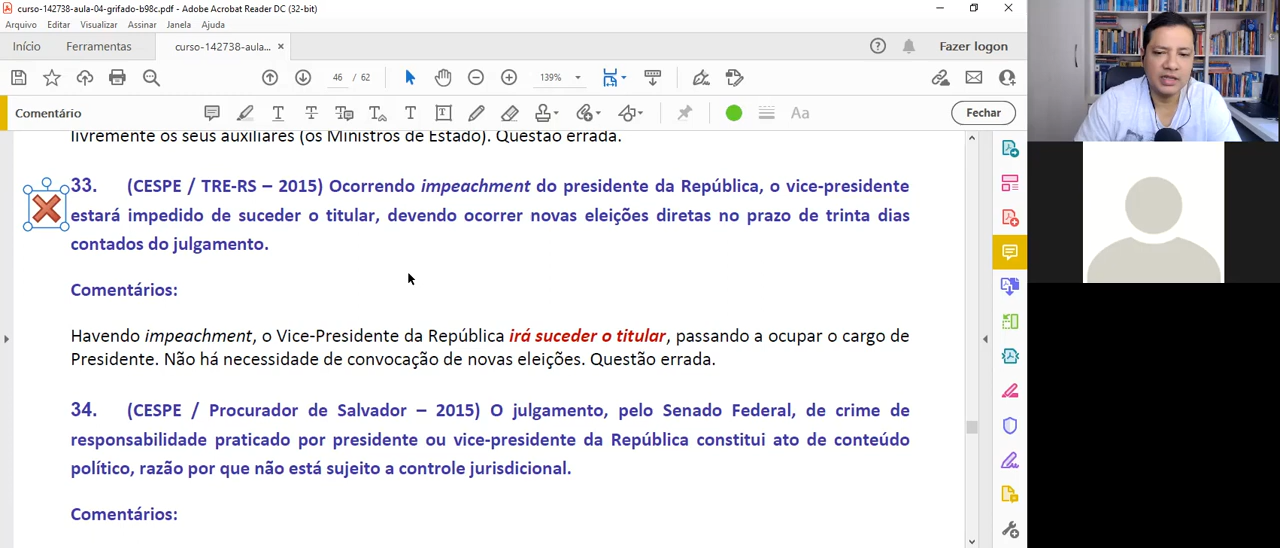 curso-142738-aula-04-grifado-b98c.pdf - Adobe Acrobat Reader DC (32-bit)
Arquivo Editar Visualizar Assinar Janela Ajuda
Início Ferramentas curso-142738-aula... × Fazer logon
46 / 62 139%
Comentário Aa Fechar
livremente os seus auxiliares (os Ministros de Estado). Questão errada.
33. (CESPE / TRE-RS – 2015) Ocorrendo impeachment do presidente da República, o vice-presidente
estará impedido de suceder o titular, devendo ocorrer novas eleições diretas no prazo de trinta dias
contados do julgamento.
Comentários:
Havendo impeachment, o Vice-Presidente da República irá suceder o titular, passando a ocupar o cargo de
Presidente. Não há necessidade de convocação de novas eleições. Questão errada.
34. (CESPE / Procurador de Salvador – 2015) O julgamento, pelo Senado Federal, de crime de
responsabilidade praticado por presidente ou vice-presidente da República constitui ato de conteúdo
político, razão por que não está sujeito a controle jurisdicional.
Comentários: